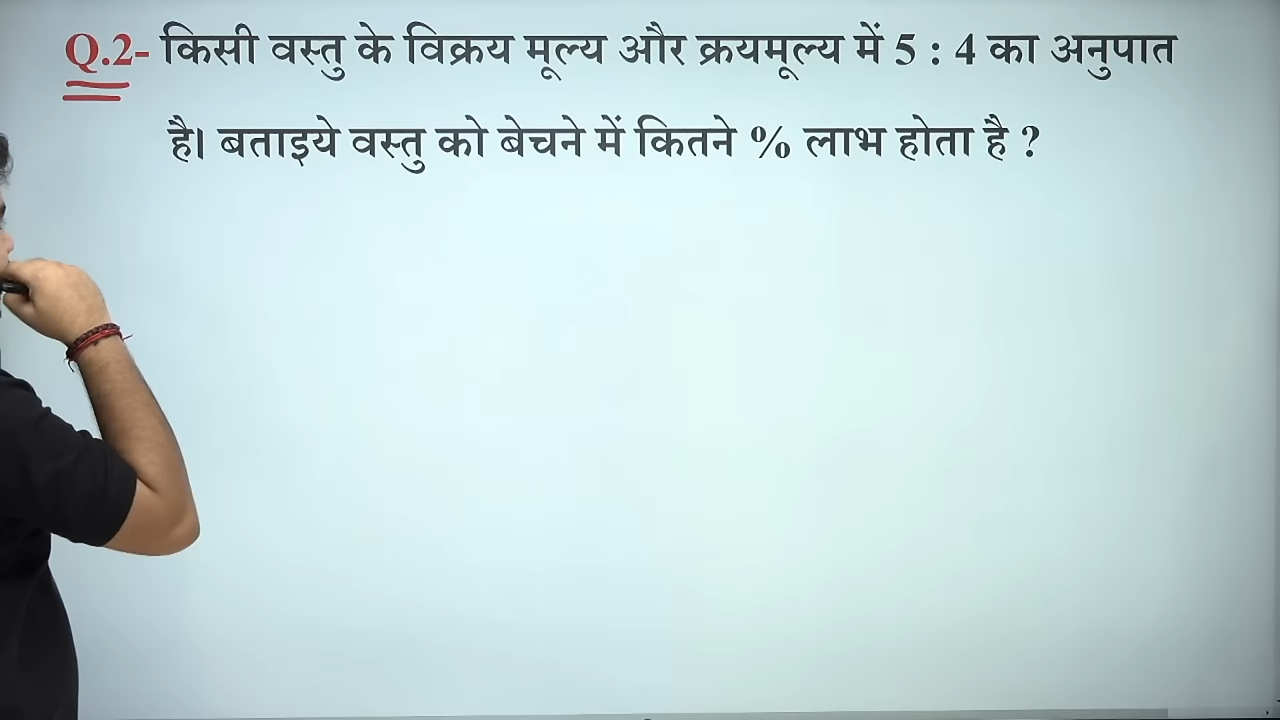 Q.2- किसी वस्तु के विक्रय मूल्य और क्रयमूल्य में 5 : 4 का अनुपात
है। बताइये वस्तु को बेचने में कितने % लाभ होता है ?